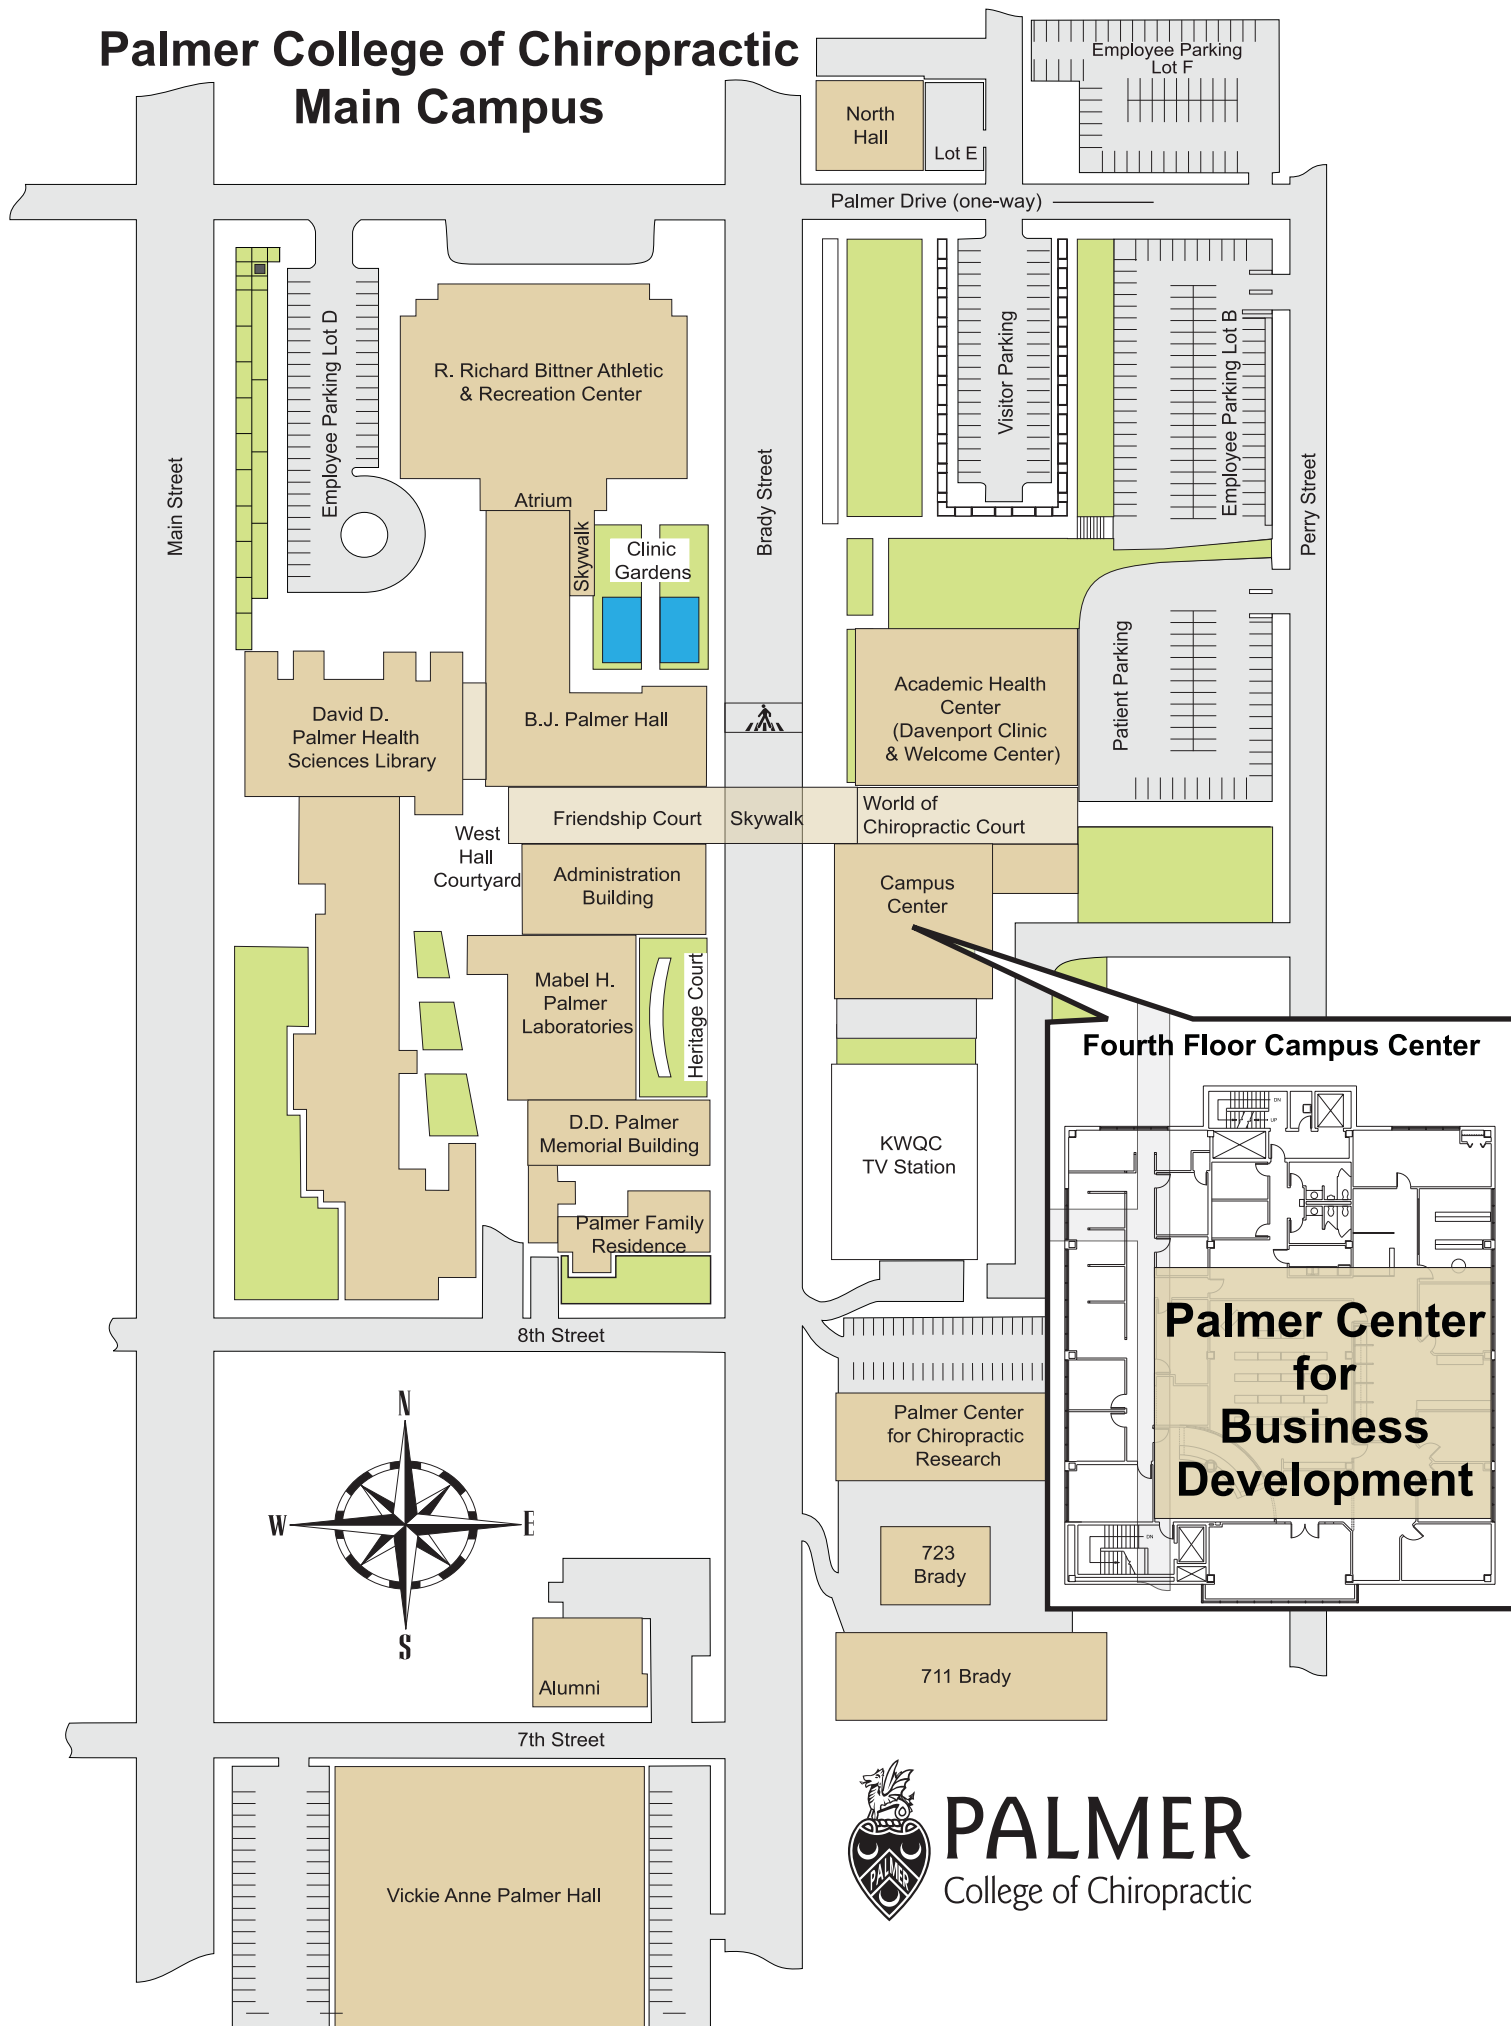 Palmer College of Chiropractic
Main Campus
Employee Parking
Lot F
North
Hall
Lot E
Palmer Drive (one-way)
Employee Parking Lot D
R. Richard Bittner Athletic
& Recreation Center
Visitor Parking
Employee Parking Lot B
Main Street
Brady Street
Perry Street
Atrium
Skywalk
Clinic
Gardens
Patient Parking
David D.
Palmer Health
Sciences Library
B.J. Palmer Hall
Academic Health
Center
(Davenport Clinic
& Welcome Center)
Friendship Court
Skywalk
World of
Chiropractic Court
West
Hall
Courtyard
Administration
Building
Campus
Center
Mabel H.
Palmer
Laboratories
Heritage Court
Fourth Floor Campus Center
DN
UP
D.D. Palmer
Memorial Building
KWQC
TV Station
Palmer Family
Residence
8th Street
Palmer Center
for
Business
Development
DN
Palmer Center
for Chiropractic
Research
N
W
E
S
723
Brady
Alumni
711 Brady
7th Street
Vickie Anne Palmer Hall
PALMER
PALMER
College of Chiropractic